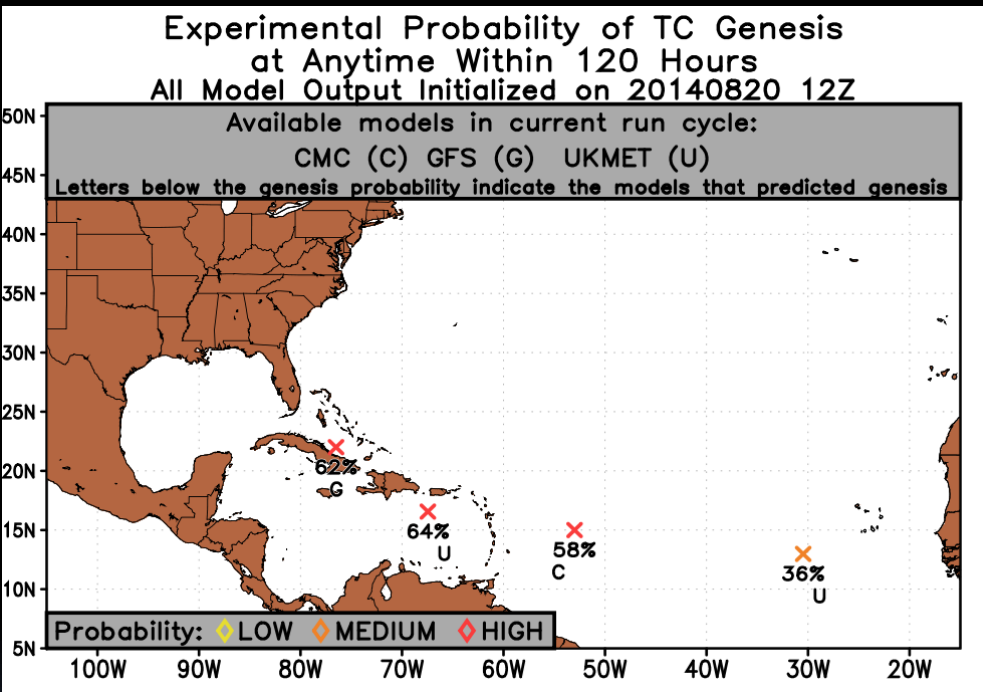 Experimental Probability of TC Genesis
at Anytime Within 120 Hours
All Model Output Initialized on 20140820 12Z
50N
Available models in current run cycle:
CMC (C) GFS (G) UKMET (U)
45N
Letters below the genesis probability indicate the models that predicted genesis
40N
35N
30N
25N
20N
62%
G
15N
64%
U
58%
C
36%
U
10N
Probability: LOW MEDIUM HIGH
5N
100W 90W 80W 70W 60W 50W 40W 30W 20W